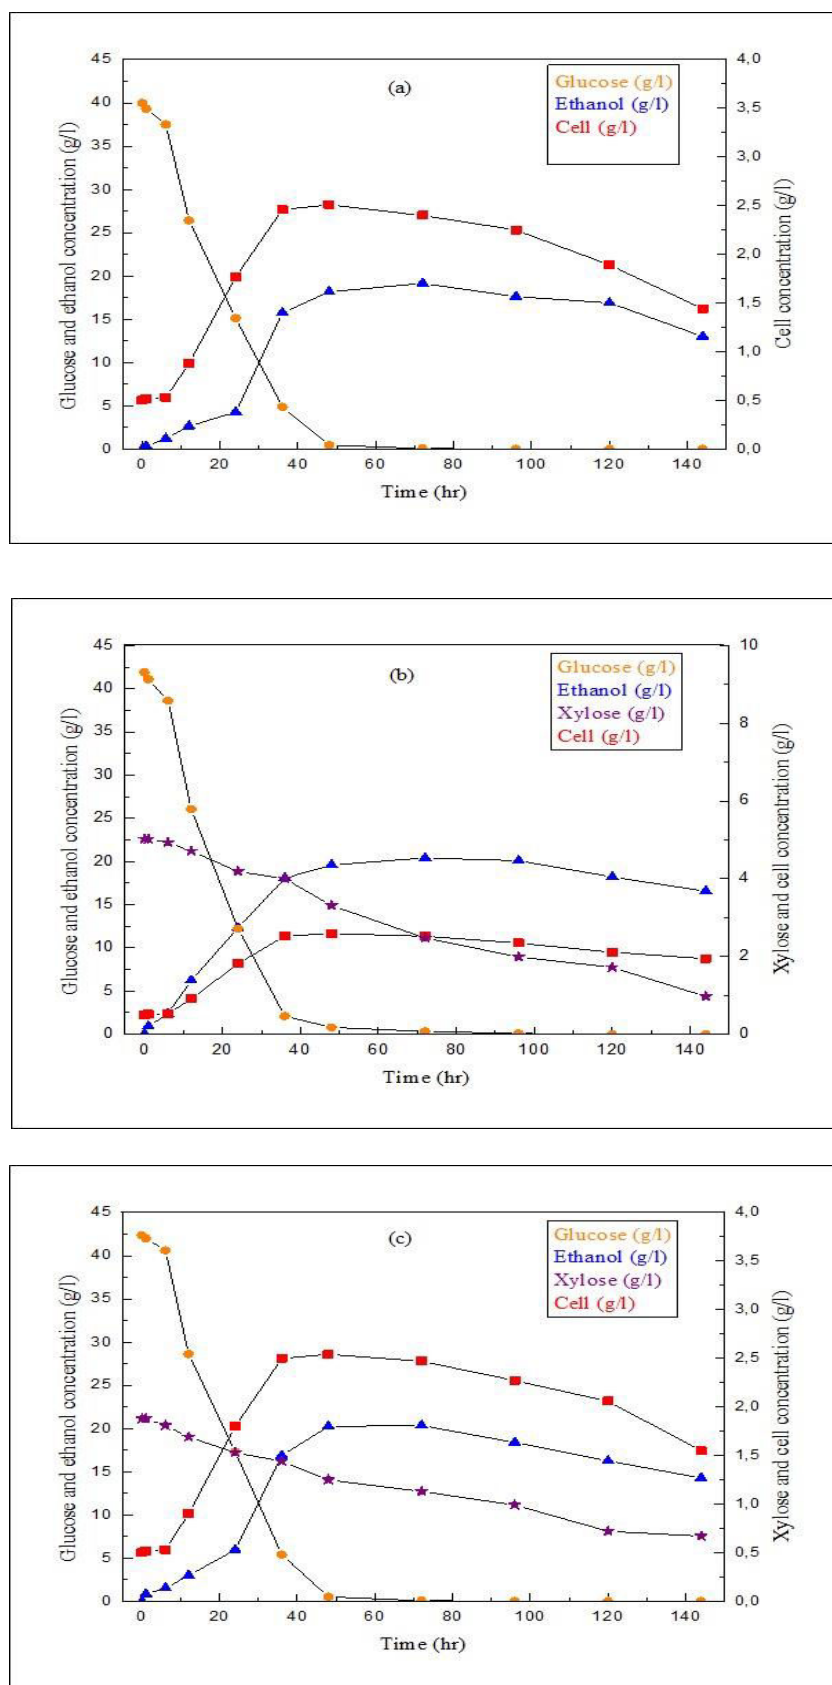 (a)
Glucose (g/l)
Ethanol (g/l)
Cell (g/l)
Glucose and ethanol concentration (g/l)
45
40
35
30
25
20
15
10
5
0
Cell concentration (g/l)
4,0
3,5
3,0
2,5
2,0
1,5
1,0
0,5
0,0
0 20 40 60 80 100 120 140
Time (hr)
(b)
Glucose (g/l)
Ethanol (g/l)
Xylose (g/l)
Cell (g/l)
Glucose and ethanol concentration (g/l)
45
40
35
30
25
20
15
10
5
0
Xylose and cell concentration (g/l)
10
8
6
4
2
0
0 20 40 60 80 100 120 140
Time (hr)
(c)
Glucose (g/l)
Ethanol (g/l)
Xylose (g/l)
Cell (g/l)
Glucose and ethanol concentration (g/l)
45
40
35
30
25
20
15
10
5
0
Xylose and cell concentration (g/l)
4,0
3,5
3,0
2,5
2,0
1,5
1,0
0,5
0,0
0 20 40 60 80 100 120 140
Time (hr)